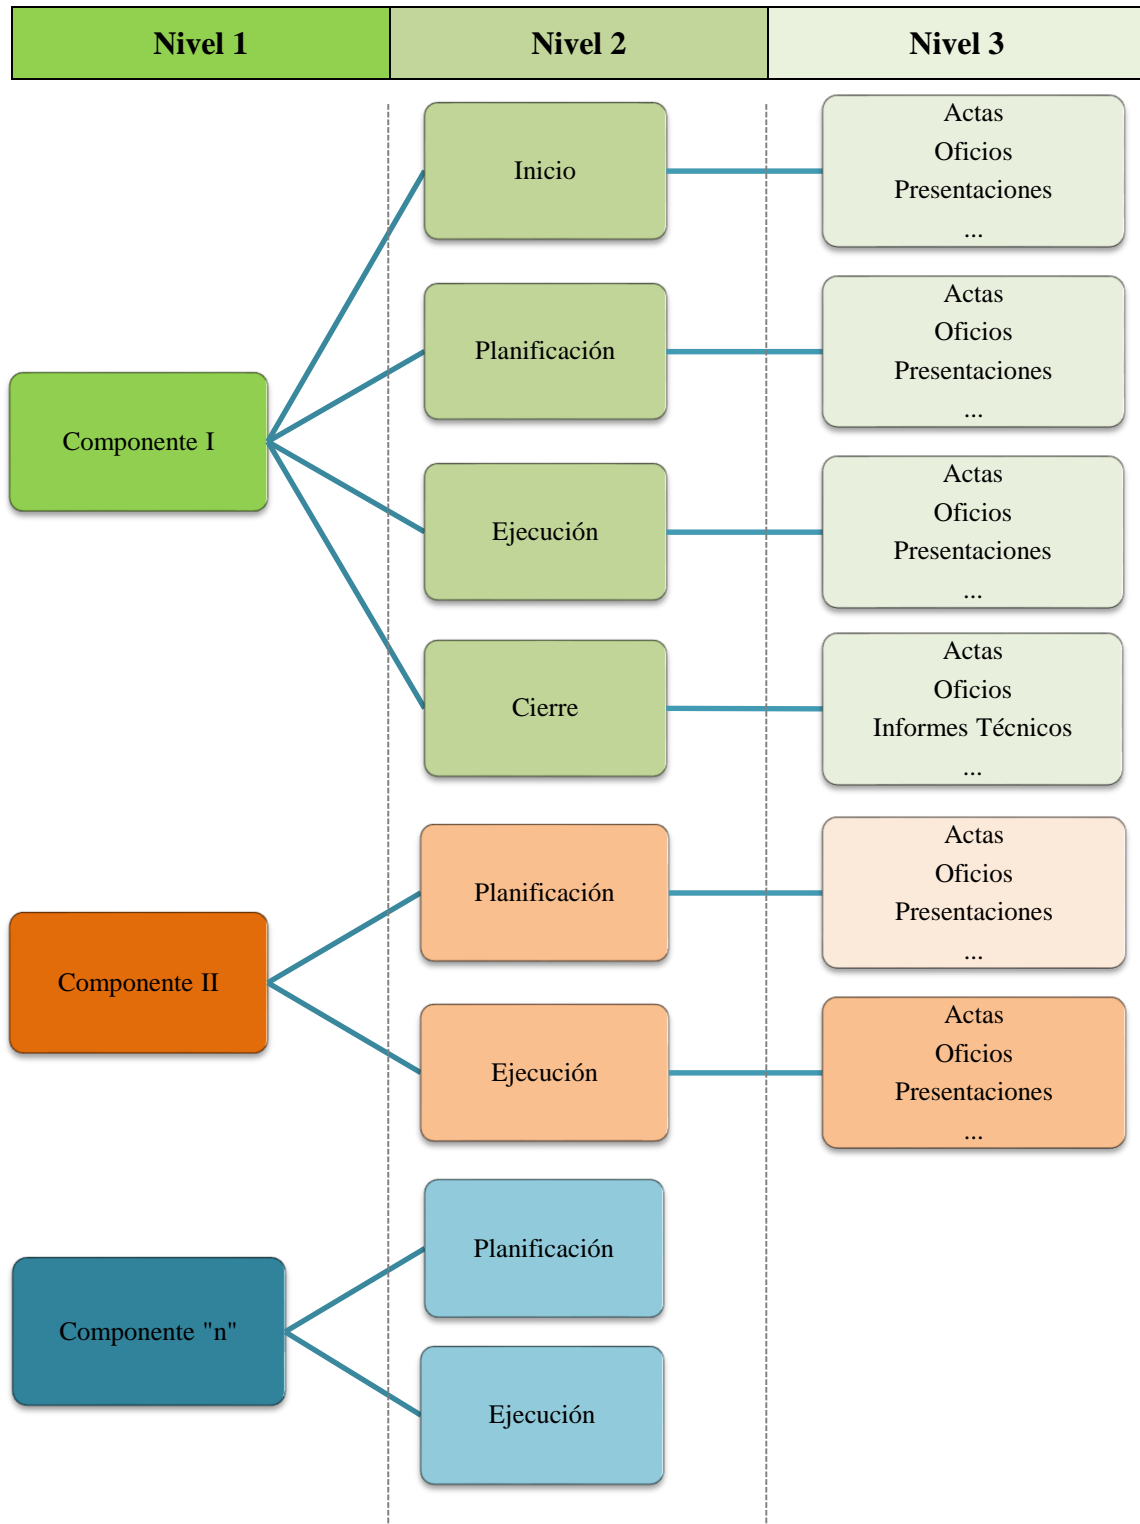 Nivel 1
Nivel 2
Nivel 3
Componente I
Inicio
Actas
Oficios
Presentaciones
...
Planificación
Actas
Oficios
Presentaciones
...
Ejecución
Actas
Oficios
Presentaciones
...
Cierre
Actas
Oficios
Informes Técnicos
...
Componente II
Planificación
Actas
Oficios
Presentaciones
...
Ejecución
Actas
Oficios
Presentaciones
...
Componente "n"
Planificación
Ejecución